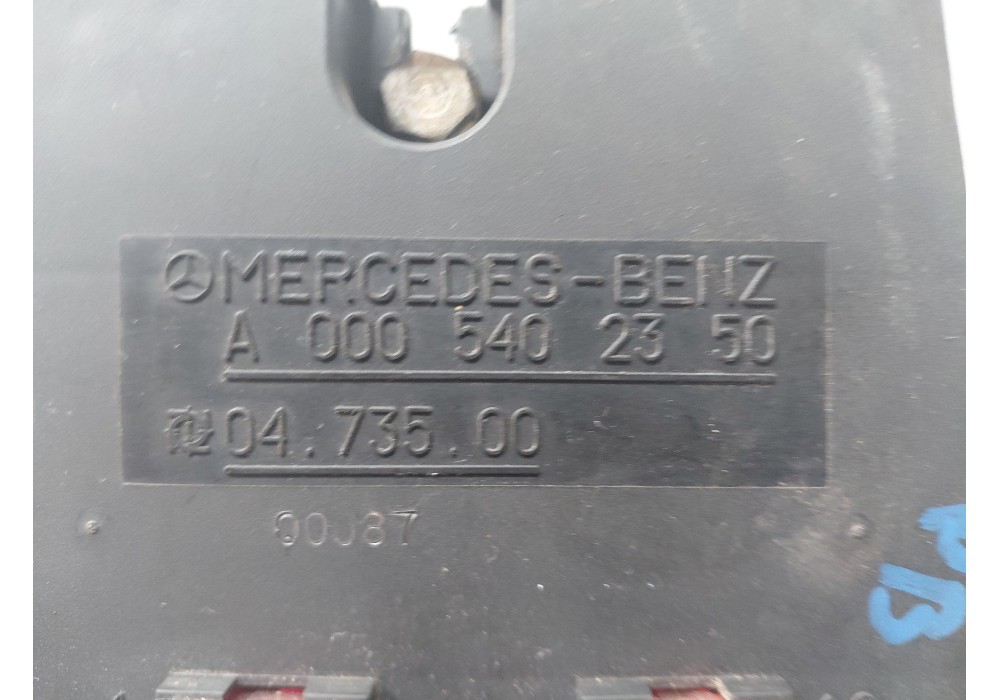 MERCEDES-BENZ
A 000 540 23 50
04.735.00
00J87